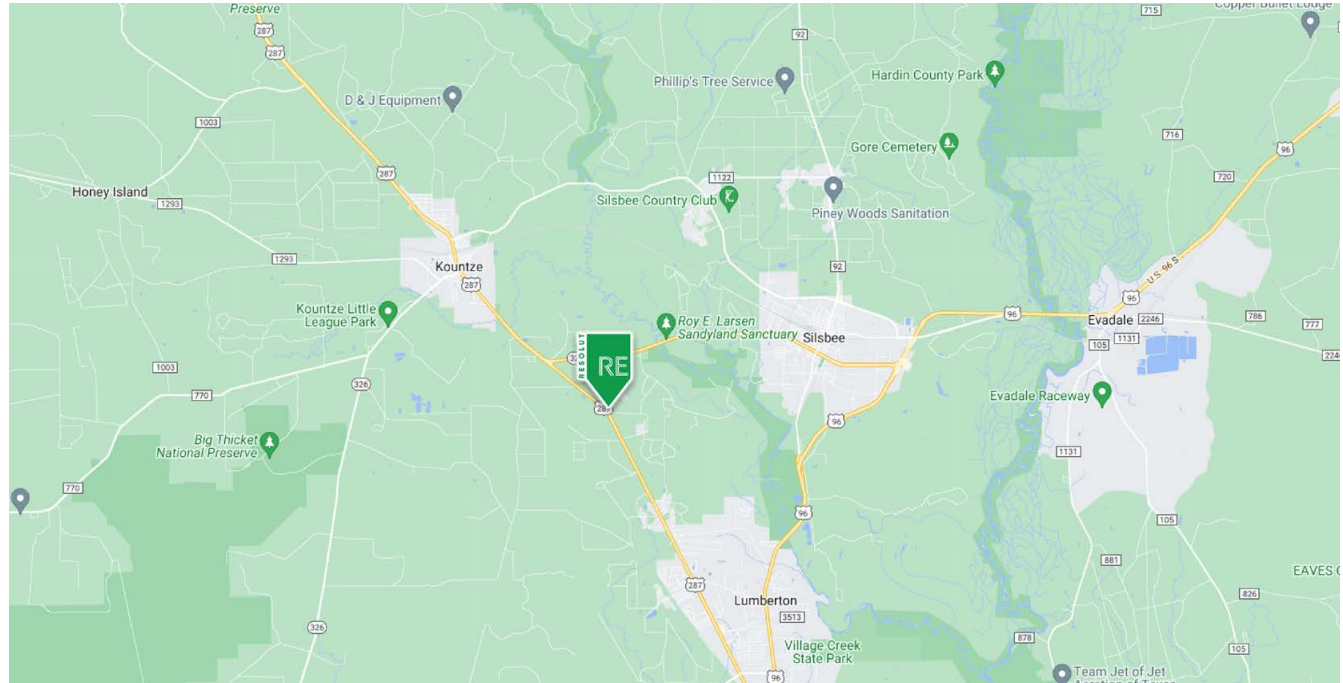 Preserve
287
287
715
Copper Bullet Lodge
92
Phillip's Tree Service
Hardin County Park
D & J Equipment
1003
716
96
Gore Cemetery
287
720
Honey Island
1293
1122
Silsbee Country Club
Piney Woods Sanitation
1293
Kountze
287
92
U.S. 96 S
96
Kountze Little
League Park
Roy E. Larsen
Sandyland Sanctuary
Silsbee
96
96
Evadale
2246
786
777
1131
105
2246
RESOLUT
RE
1003
770
326
287
Evadale Raceway
96
Big Thicket
National Preserve
1131
770
96
105
881
287
EAVES
Lumberton
3513
826
326
878
105
Village Creek
State Park
96
Team Jet of Jet